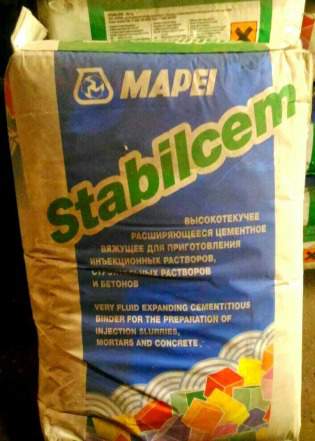 MAPEI
Stabilcem
ВЫСОКОТЕКУЧЕЕ
РАСШИРЯЮЩЕЕСЯ ЦЕМЕНТНОЕ
ВЯЖУЩЕЕ ДЛЯ ПРИГОТОВЛЕНИЯ
ИНЪЕКЦИОННЫХ РАСТВОРОВ,
СТРОИТЕЛЬНЫХ РАСТВОРОВ
И БЕТОНОВ
VERY FLUID EXPANDING CEMENTITIOUS
BINDER FOR THE PREPARATION OF
INJECTION SLURRIES,
MORTARS AND CONCRETE.